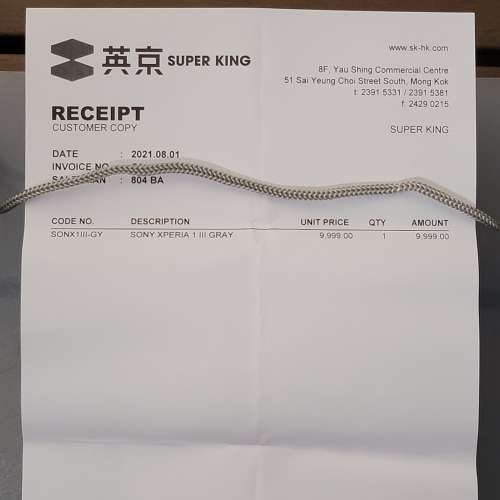 英京 SUPER KING
www.sk-hk.com
8F, Yau Shing Commercial Centre
51 Sai Yeung Choi Street South, Mong Kok
t: 2391 5331 / 2391 5381
f: 2429 0215
RECEIPT
CUSTOMER COPY
SUPER KING
DATE : 2021.08.01
INVOICE NO
: 804 BA
CODE NO. DESCRIPTION UNIT PRICE QTY AMOUNT
SONX1III-GY SONY XPERIA 1 III GRAY 9,999.00 1 9,999.00